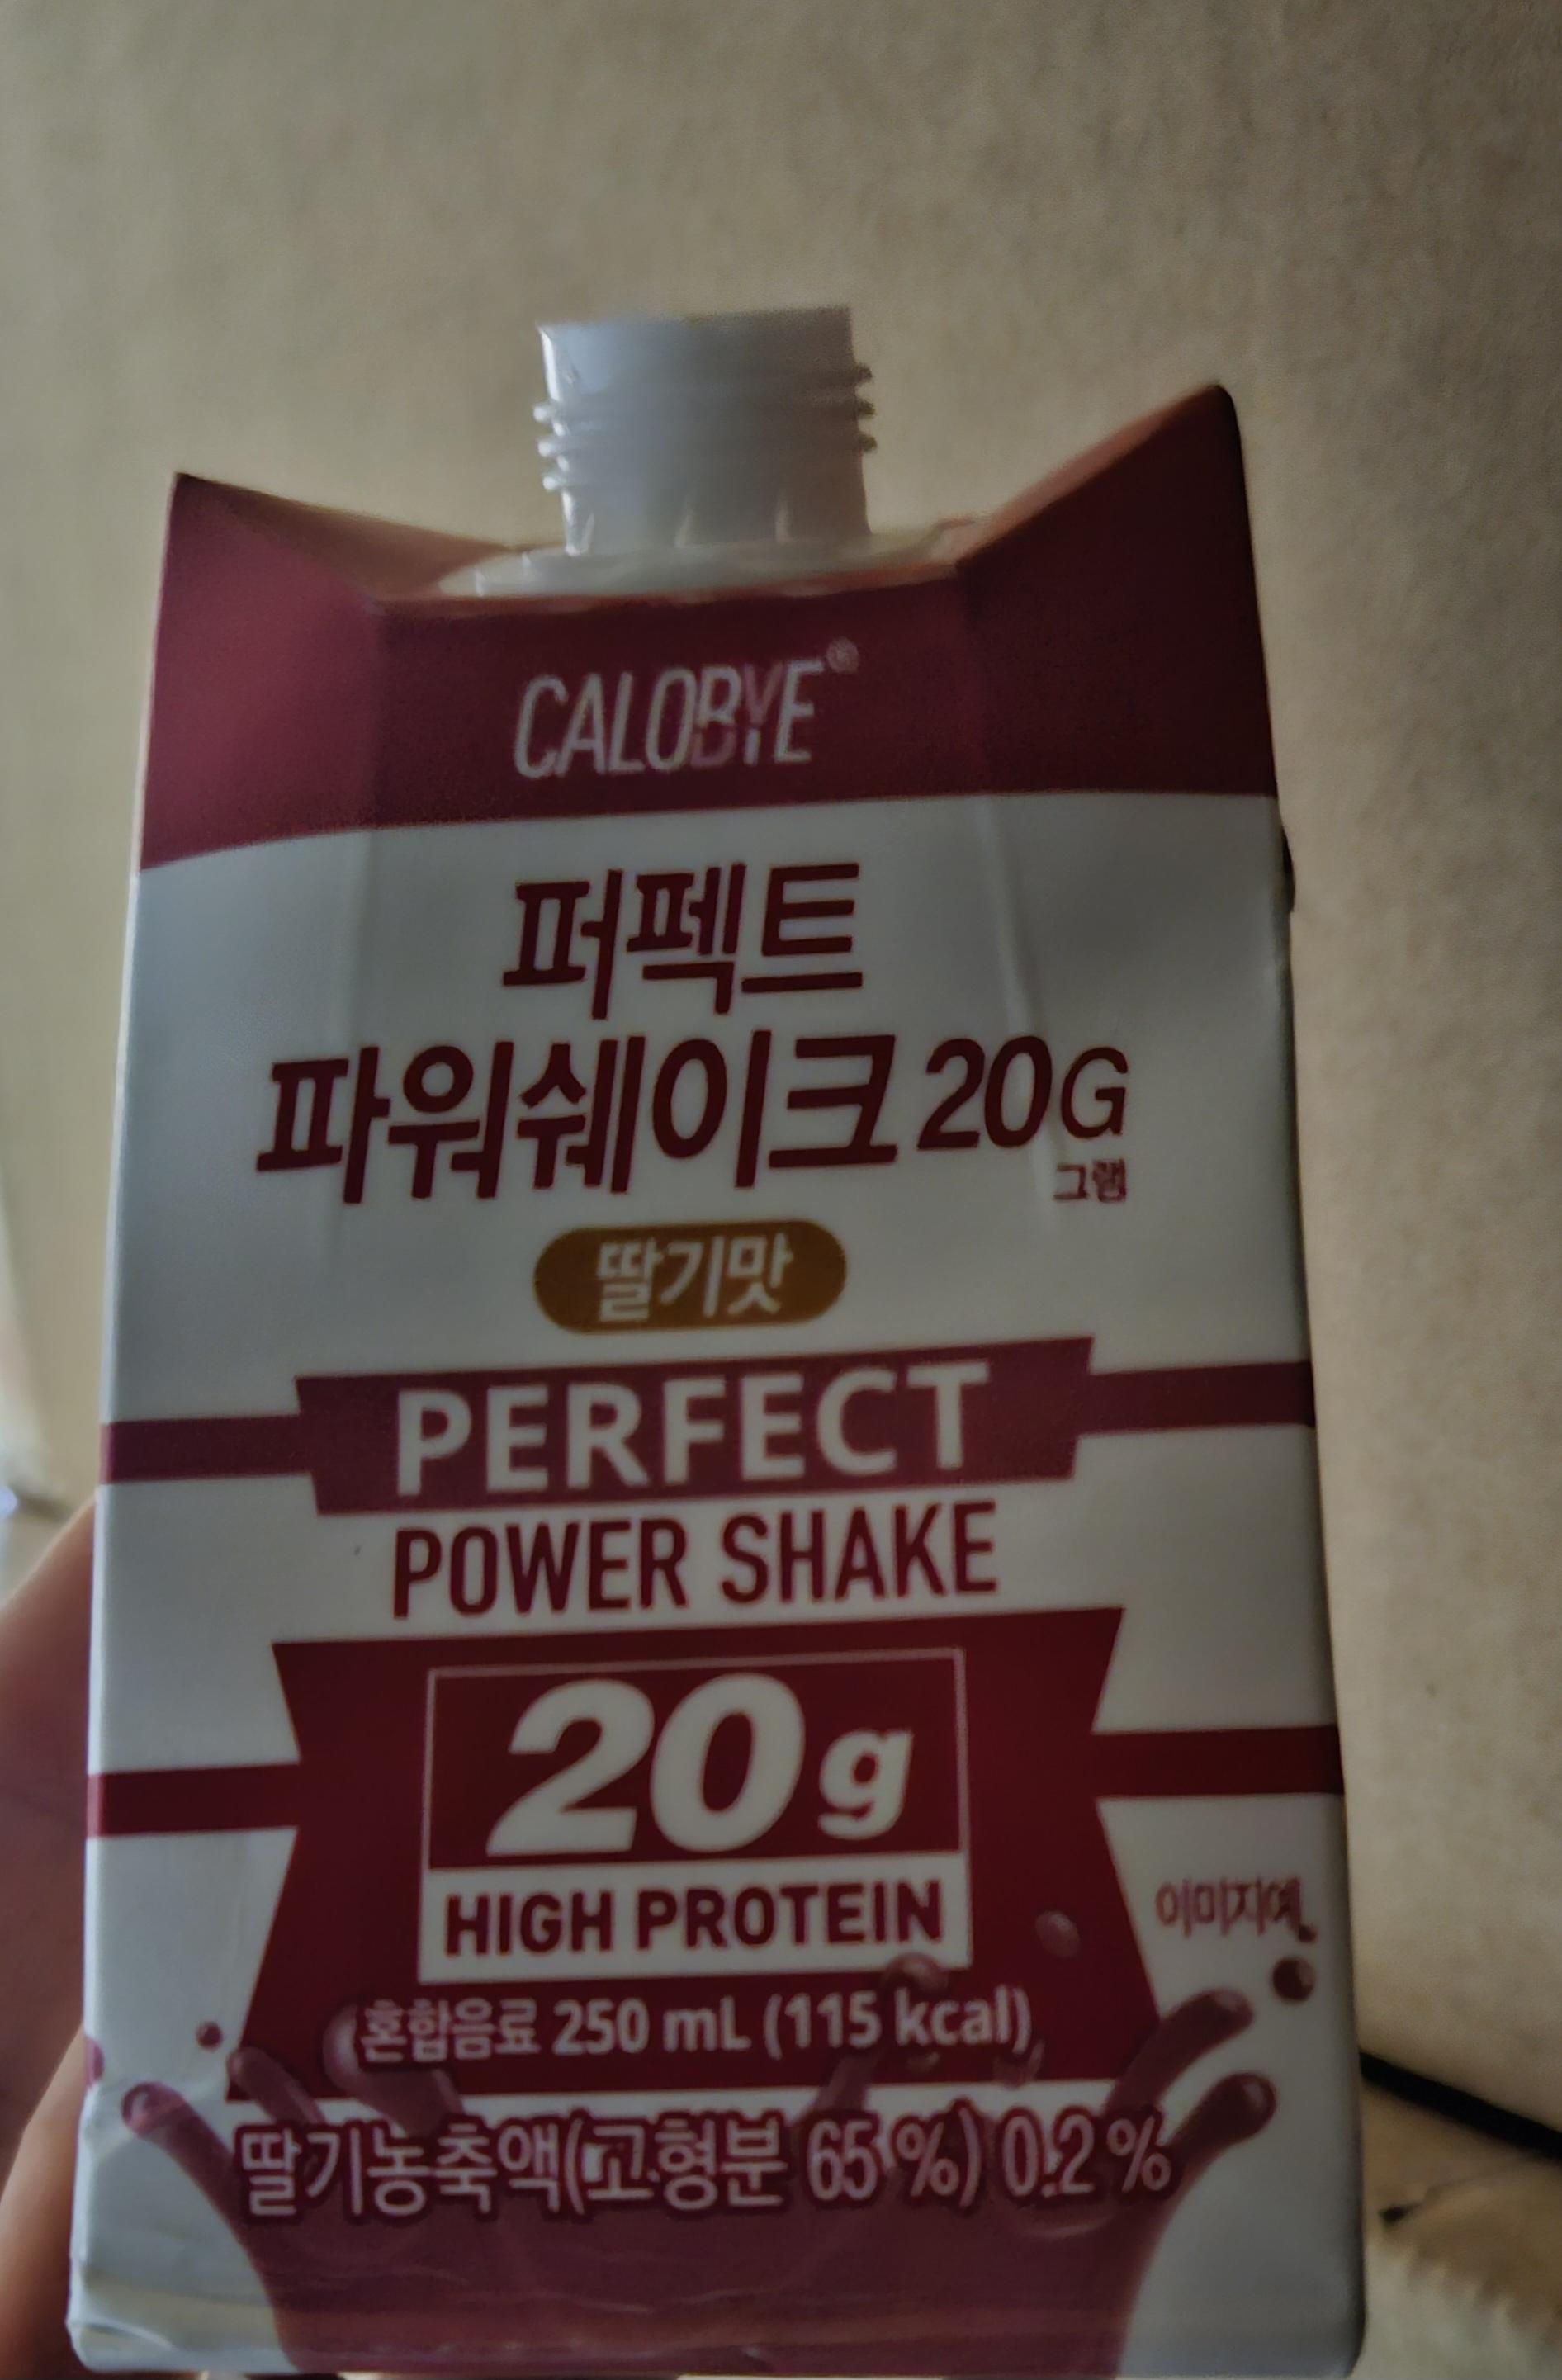 CALOBYE®
퍼펙트
파워쉐이크 20G
그램
딸기맛
PERFECT
POWER SHAKE
20g
HIGH PROTEIN
이미지예
혼합음료 250 mL (115 kcal)
딸기농축액(고형분 65 %) 0.2 %